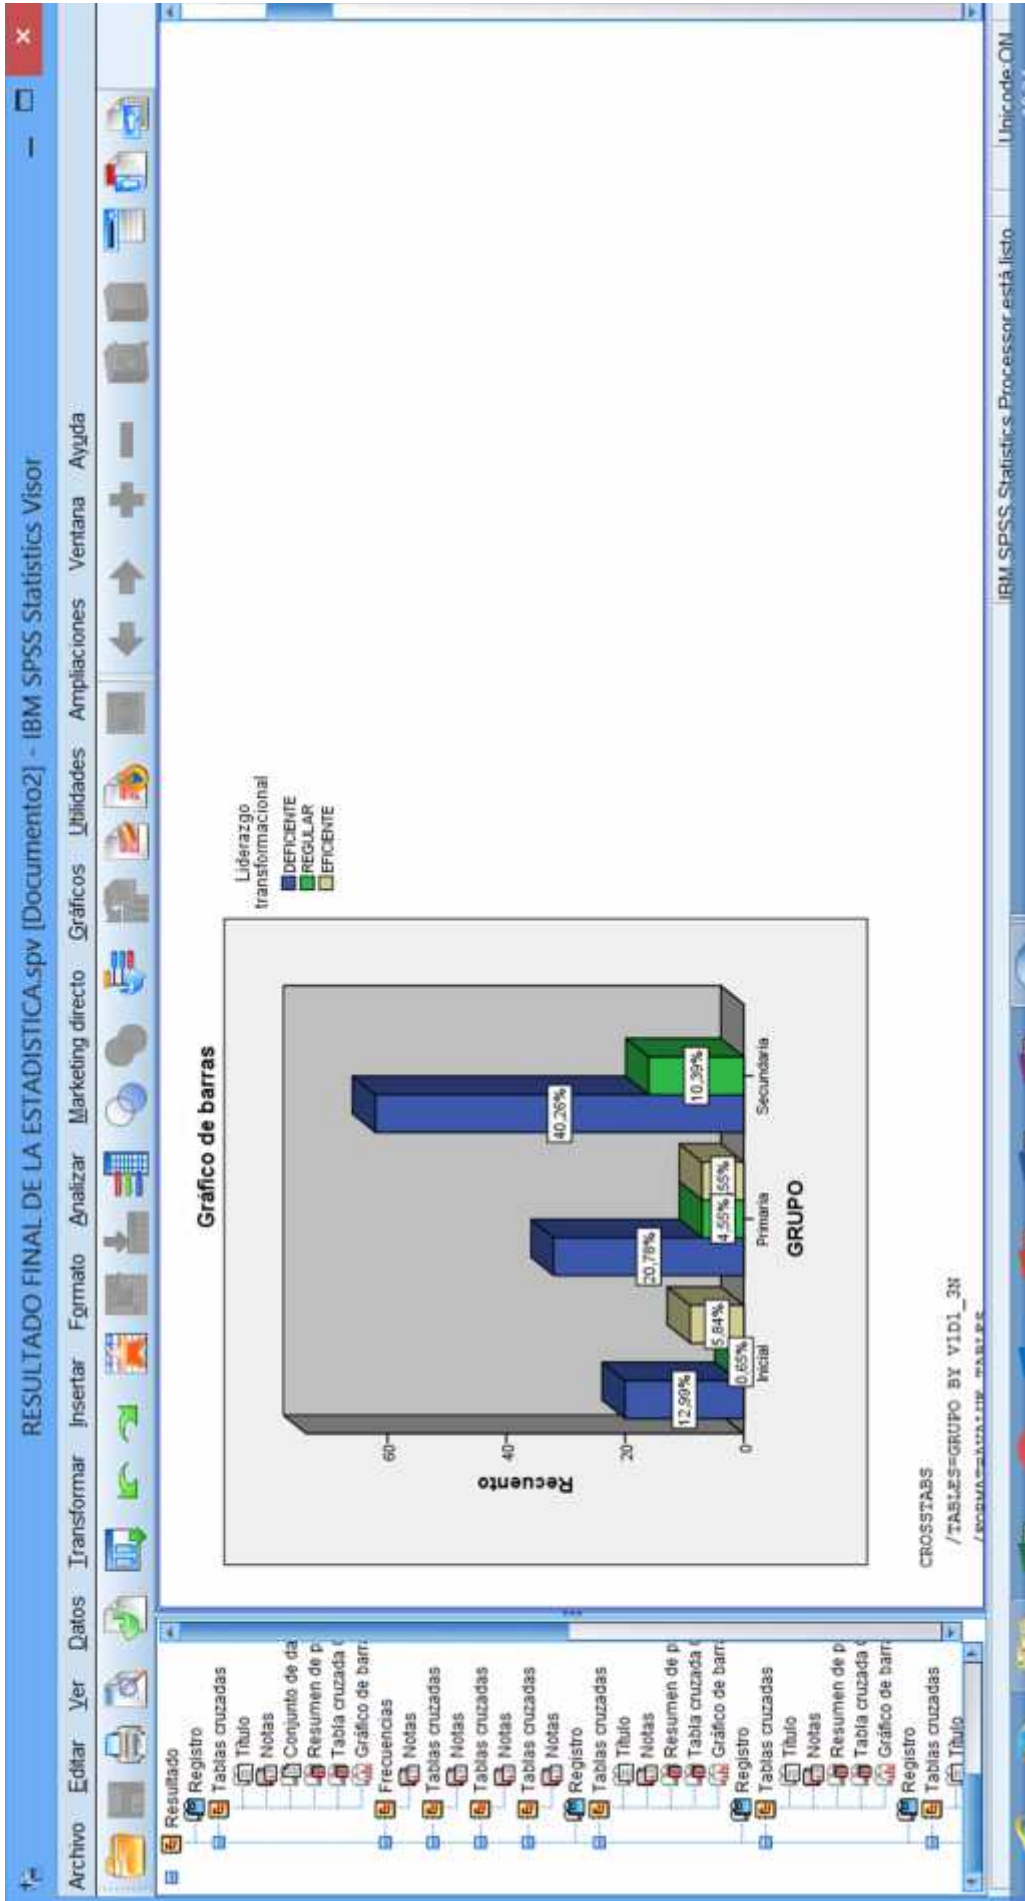 RESULTADO FINAL DE LA ESTADISTICA.spv [Documento2] - IBM SPSS Statistics Visor
Archivo Editar Ver Datos Transformar Insertar Formato Analizar Marketing directo Gráficos Utilidades Ampliaciones Ventana Ayuda
Resultado
Registro
Tablas cruzadas
Título
Notas
Conjunto de da
Resumen de p
Tabla cruzada
Gráfico de barr
Frecuencias
Notas
Tablas cruzadas
Notas
Tablas cruzadas
Notas
Tablas cruzadas
Notas
Registro
Tablas cruzadas
Título
Notas
Resumen de p
Tabla cruzada
Gráfico de barr
Registro
Tablas cruzadas
Título
Notas
Resumen de p
Tabla cruzada
Gráfico de barr
Registro
Tablas cruzadas
Título
Gráfico de barras
Liderazgo
transformacional
DEFICIENTE
REGULAR
EFICIENTE
Recuento
60
40
20
0
12,99%
0,65%
5,84%
20,78%
4,55%
55%
40,26%
10,39%
Inicial
Primaria
Secundaria
GRUPO
CROSSTABS
/TABLES=GRUPO BY V1D1_3N
/FORMAT=AVALUE TABLES
IBM SPSS Statistics Processor está listo
Unicode:ON